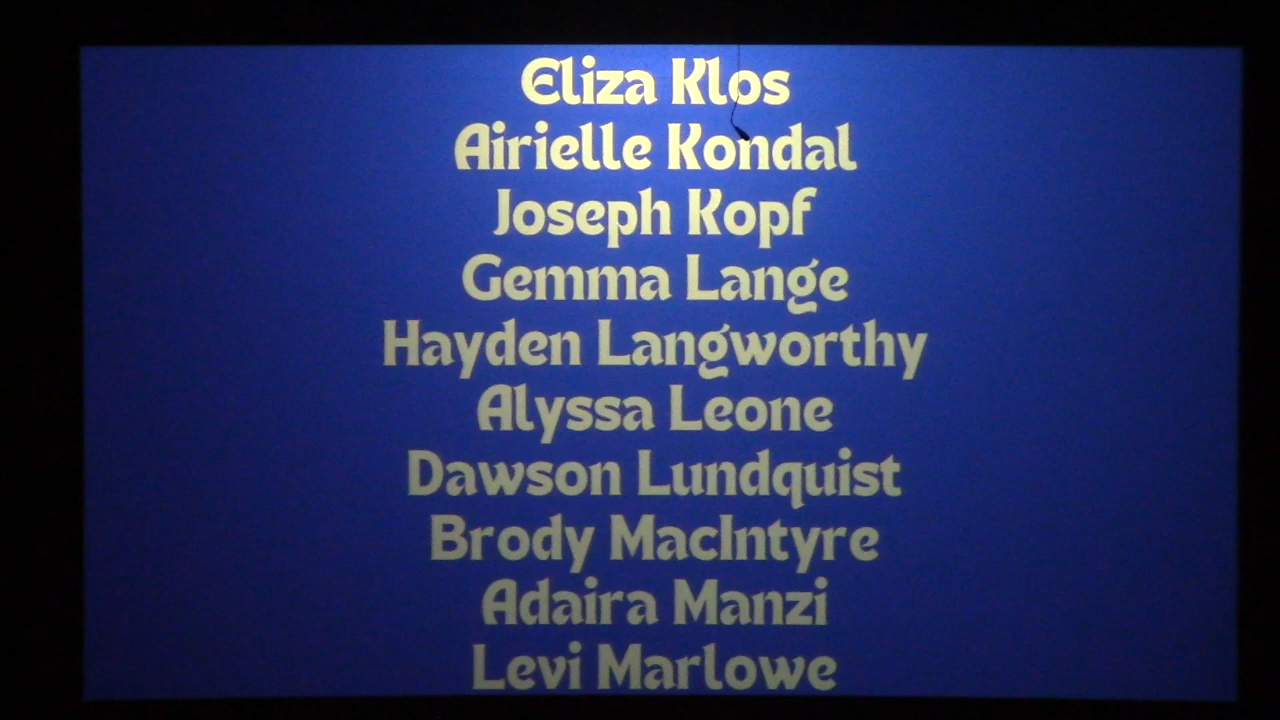 Eliza Klos
Airielle Kondal
Joseph Kopf
Gemma Lange
Hayden Langworthy
Alyssa Leone
Dawson Lundquist
Brody MacIntyre
Adaira Manzi
Levi Marlowe